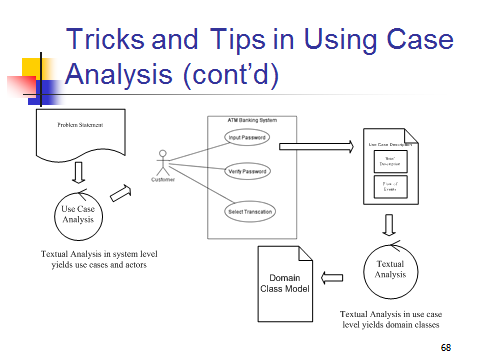 Tricks and Tips in Using Case
Analysis (cont'd)
Problem Statement
ATM Banking System
Input Password
Customer
Verify Password
Select Transcation
Use Case Description
Description
Events
Use Case
Analysis
Textual Analysis in system level
yields use cases and actors
Domain
Class Model
Textual
Analysis
Textual Analysis in use case
level yields domain classes
68